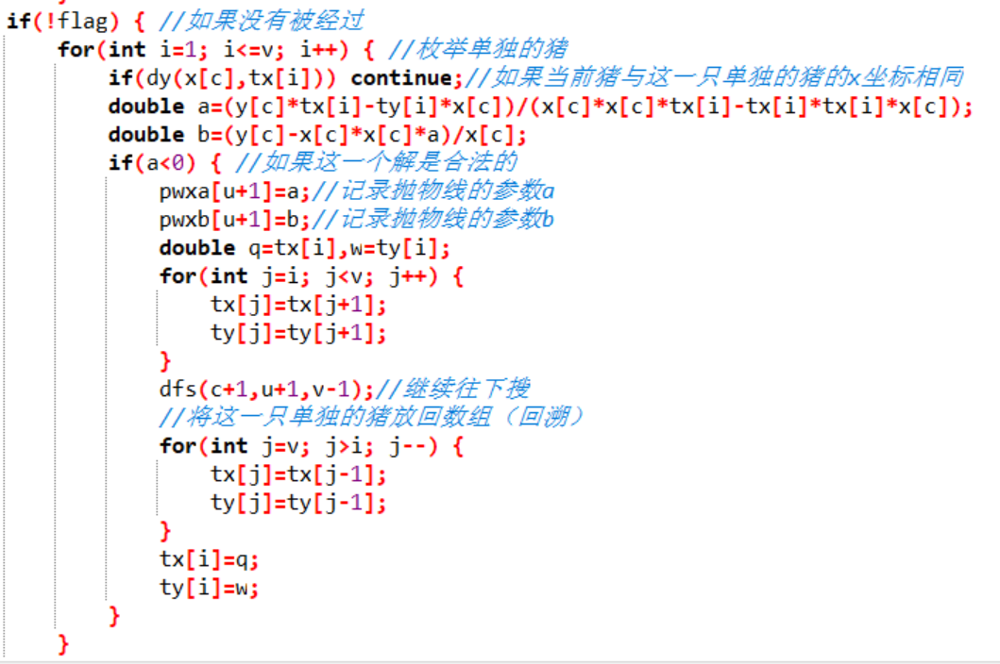 if(!flag) { //如果没有被经过
    for(int i=1; i<=v; i++) { //枚举单独的猪
        if(dy(x[c],tx[i])) continue;//如果当前猪与这一只单独的猪的x坐标相同
        double a=(y[c]*tx[i]-ty[i]*x[c])/(x[c]*x[c]*tx[i]-tx[i]*tx[i]*x[c]);
        double b=(y[c]-x[c]*x[c]*a)/x[c];
        if(a<0) { //如果这一个解是合法的
            pwxa[u+1]=a;//记录抛物线的参数a
            pwxb[u+1]=b;//记录抛物线的参数b
            double q=tx[i],w=ty[i];
            for(int j=i; j<v; j++) {
                tx[j]=tx[j+1];
                ty[j]=ty[j+1];
            }
            dfs(c+1,u+1,v-1);//继续往下搜
            //将这一只单独的猪放回数组（回溯）
            for(int j=v; j>i; j--) {
                tx[j]=tx[j-1];
                ty[j]=ty[j-1];
            }
            tx[i]=q;
            ty[i]=w;
        }
    }